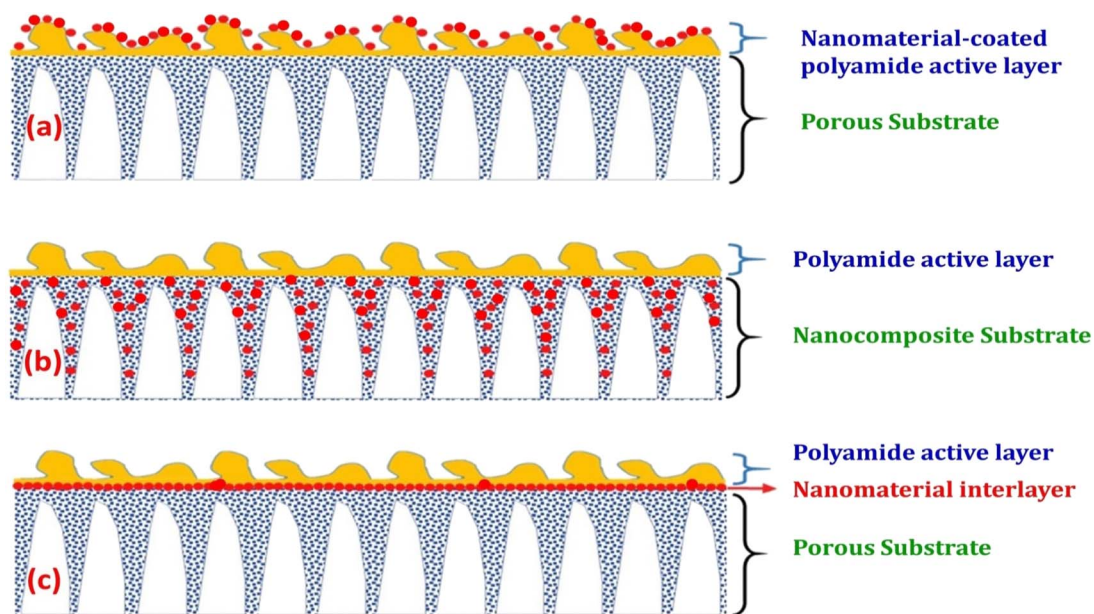 Nanomaterial-coated
polyamide active layer
(a)
Porous Substrate
Polyamide active layer
Nanocomposite Substrate
(b)
Polyamide active layer
Nanomaterial interlayer
Porous Substrate
(c)